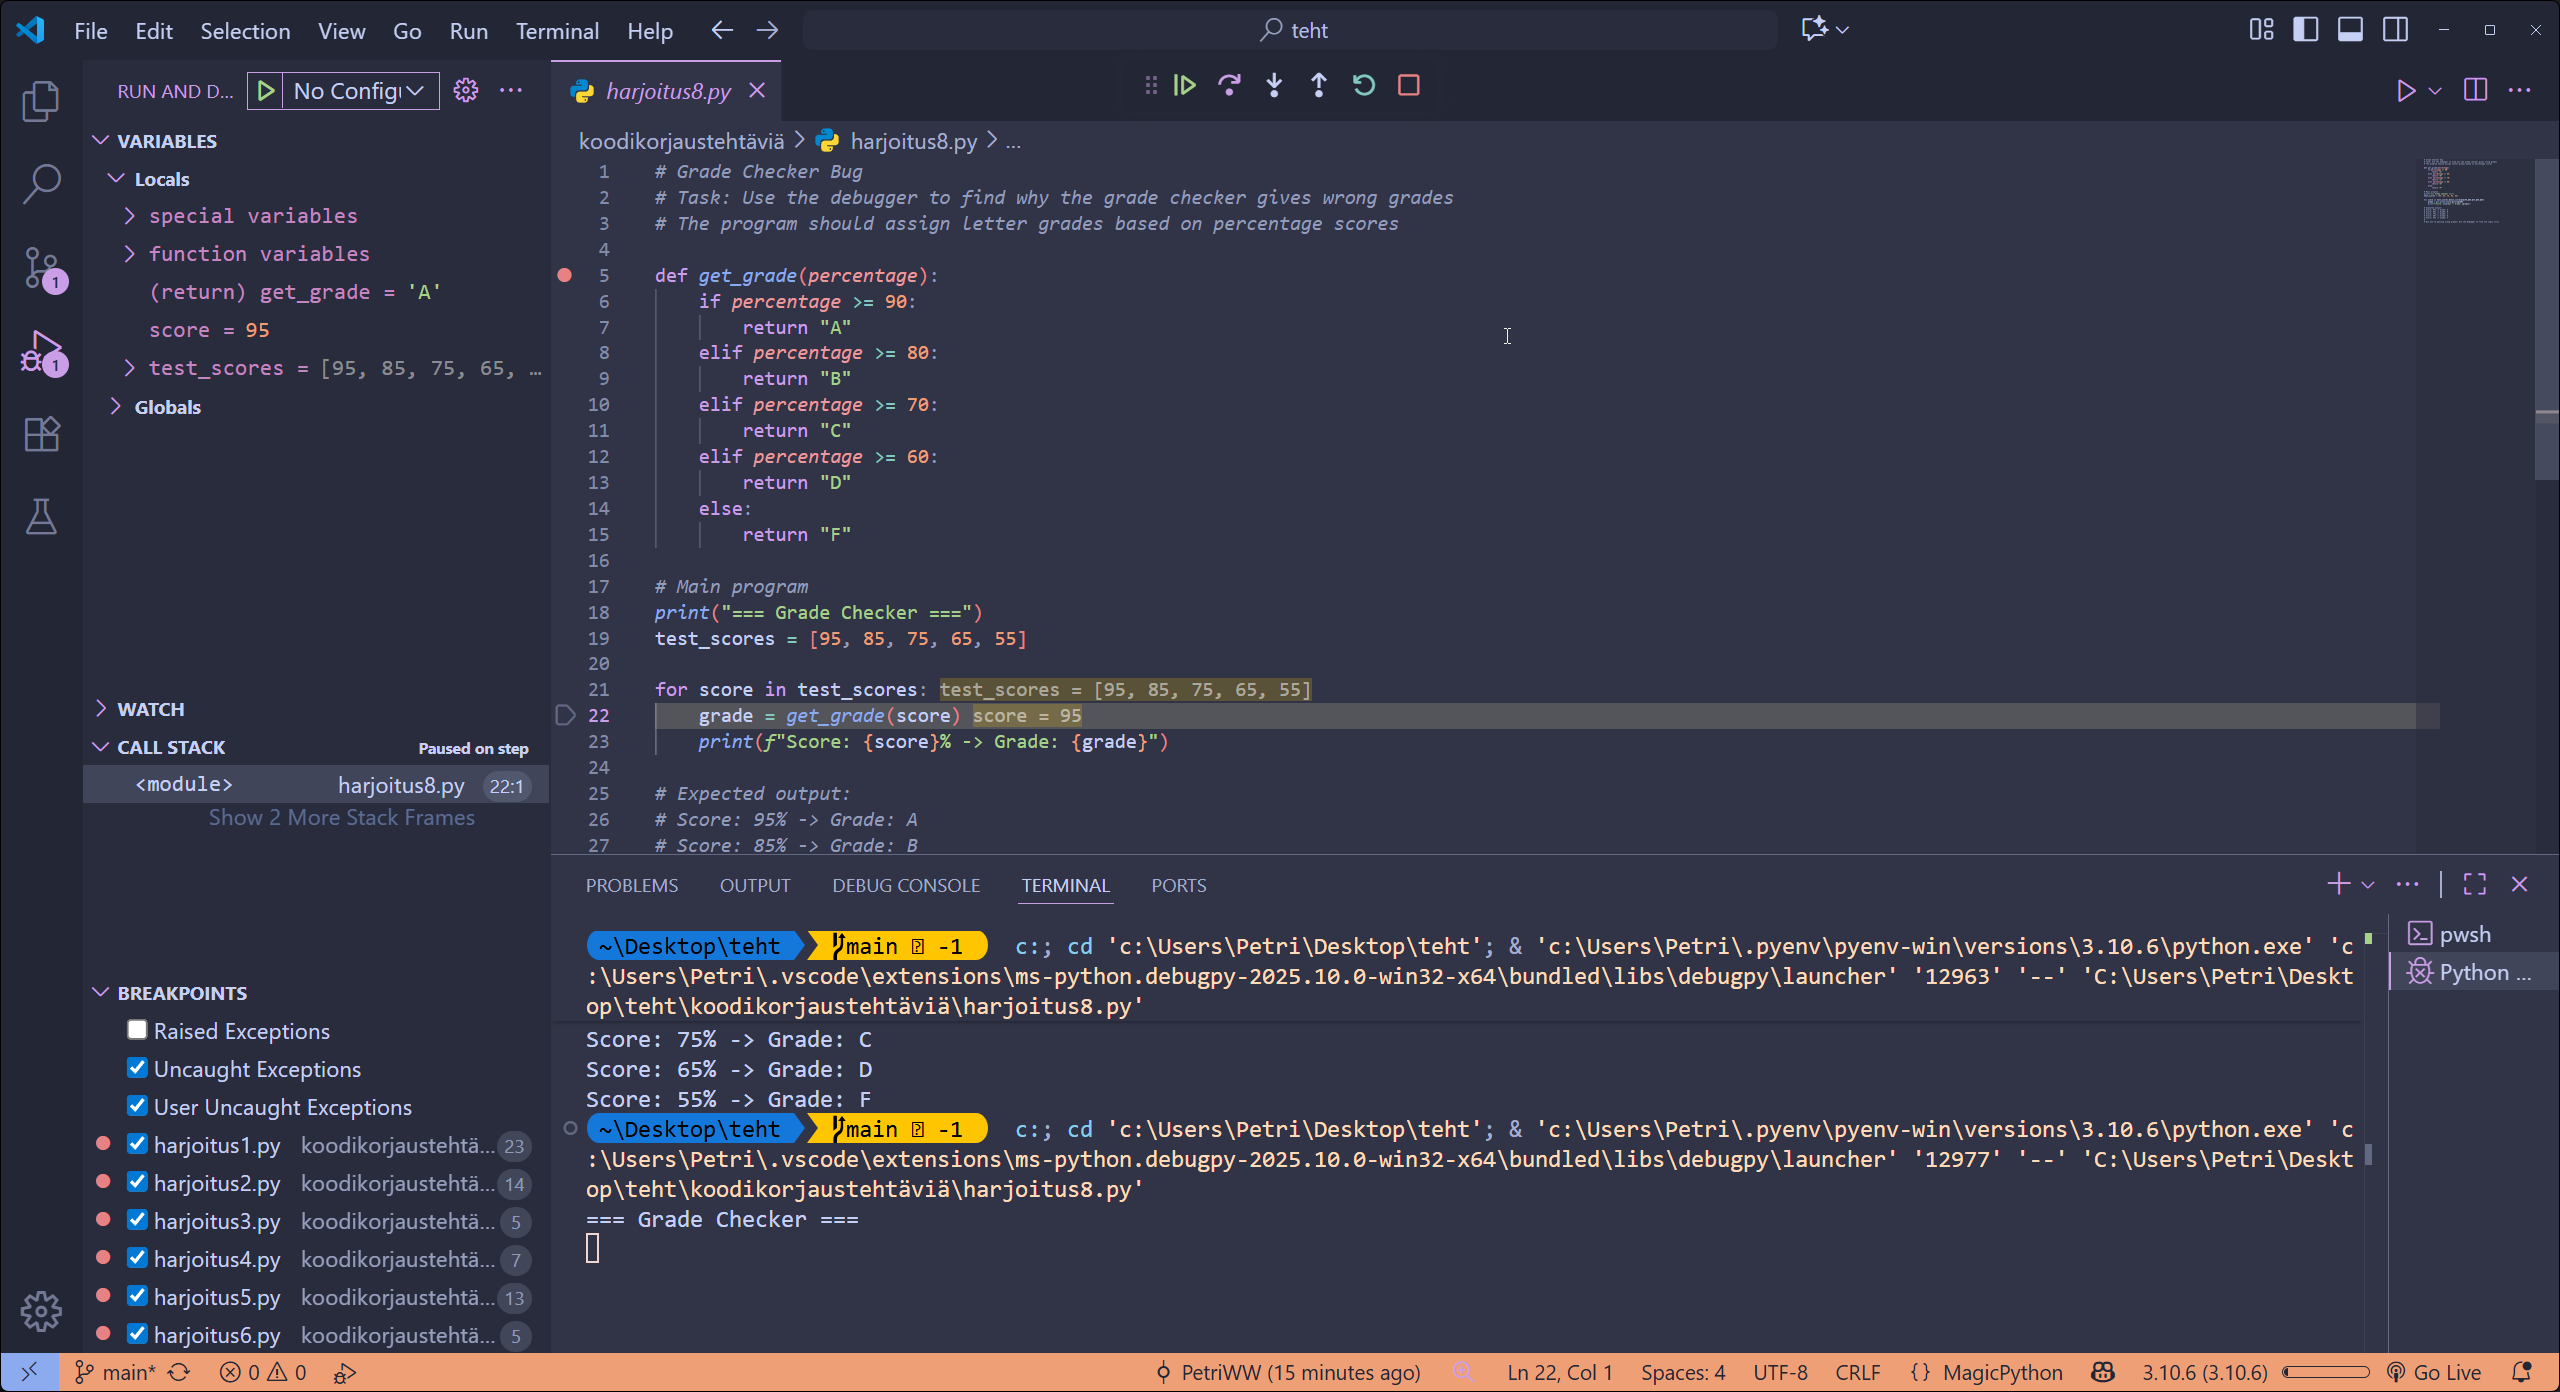 File Edit Selection View Go Run Terminal Help
teht
RUN AND D...
No Config
harjoitus8.py
VARIABLES
Locals
special variables
function variables
(return) get_grade = 'A'
score = 95
test_scores = [95, 85, 75, 65, …
Globals
WATCH
CALL STACK Paused on step
<module> harjoitus8.py 22:1
Show 2 More Stack Frames
BREAKPOINTS
Raised Exceptions
Uncaught Exceptions
User Uncaught Exceptions
harjoitus1.py koodikorjaustehtä... 23
harjoitus2.py koodikorjaustehtä... 14
harjoitus3.py koodikorjaustehtä... 5
harjoitus4.py koodikorjaustehtä... 7
harjoitus5.py koodikorjaustehtä... 13
harjoitus6.py koodikorjaustehtä... 5
1
1
koodikorjaustehtäviä > harjoitus8.py > ...
1 # Grade Checker Bug
2 # Task: Use the debugger to find why the grade checker gives wrong grades
3 # The program should assign letter grades based on percentage scores
4
5 def get_grade(percentage):
6 if percentage >= 90:
7 return "A"
8 elif percentage >= 80:
9 return "B"
10 elif percentage >= 70:
11 return "C"
12 elif percentage >= 60:
13 return "D"
14 else:
15 return "F"
16
17 # Main program
18 print("=== Grade Checker ===")
19 test_scores = [95, 85, 75, 65, 55]
20
21 for score in test_scores: test_scores = [95, 85, 75, 65, 55]
22 grade = get_grade(score) score = 95
23 print(f"Score: {score}% -> Grade: {grade}")
24
25 # Expected output:
26 # Score: 95% -> Grade: A
27 # Score: 85% -> Grade: B
PROBLEMS OUTPUT DEBUG CONSOLE TERMINAL PORTS
~\Desktop\teht main -1 c:; cd 'c:\Users\Petri\Desktop\teht'; & 'c:\Users\Petri\.pyenv\pyenv-win\versions\3.10.6\python.exe' 'c
:\Users\Petri\.vscode\extensions\ms-python.debugpy-2025.10.0-win32-x64\bundled\libs\debugpy\launcher' '12963' '--' 'C:\Users\Petri\Deskt
op\teht\koodikorjaustehtäviä\harjoitus8.py'
Score: 75% -> Grade: C
Score: 65% -> Grade: D
Score: 55% -> Grade: F
~\Desktop\teht main -1 c:; cd 'c:\Users\Petri\Desktop\teht'; & 'c:\Users\Petri\.pyenv\pyenv-win\versions\3.10.6\python.exe' 'c
:\Users\Petri\.vscode\extensions\ms-python.debugpy-2025.10.0-win32-x64\bundled\libs\debugpy\launcher' '12977' '--' 'C:\Users\Petri\Deskt
op\teht\koodikorjaustehtäviä\harjoitus8.py'
=== Grade Checker ===
pwsh
Python ...
main* 0 0 PetriWW (15 minutes ago) Ln 22, Col 1 Spaces: 4 UTF-8 CRLF {} MagicPython 3.10.6 (3.10.6) Go Live